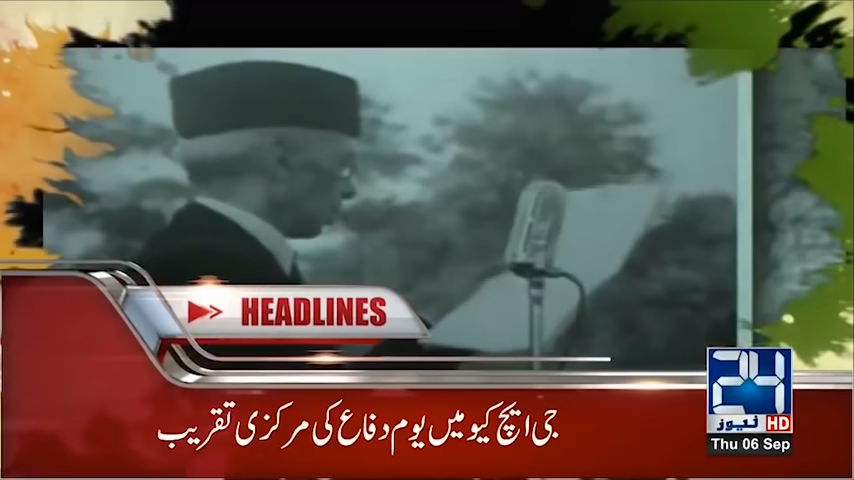 HEADLINES
24
نیوز HD
Thu 06 Sep
جی ایچ کیو میں یوم دفاع کی مرکزی تقریب